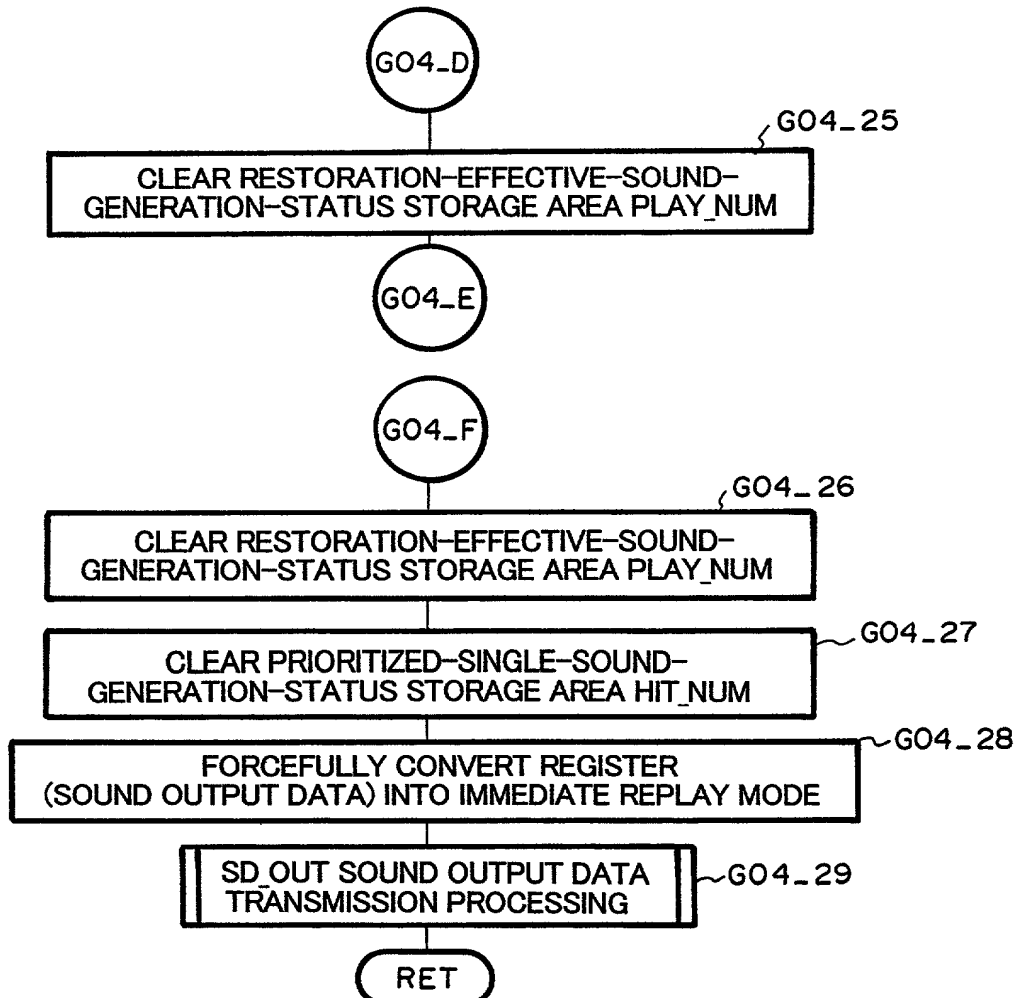 G04_D
G04_25
CLEAR RESTORATION-EFFECTIVE-SOUND-
GENERATION-STATUS STORAGE AREA PLAY_NUM
G04_E
G04_F
G04_26
CLEAR RESTORATION-EFFECTIVE-SOUND-
GENERATION-STATUS STORAGE AREA PLAY_NUM
G04_27
CLEAR PRIORITIZED-SINGLE-SOUND-
GENERATION-STATUS STORAGE AREA HIT_NUM
G04_28
FORCEFULLY CONVERT REGISTER
(SOUND OUTPUT DATA) INTO IMMEDIATE REPLAY MODE
SD_OUT SOUND OUTPUT DATA
TRANSMISSION PROCESSING
G04_29
RET